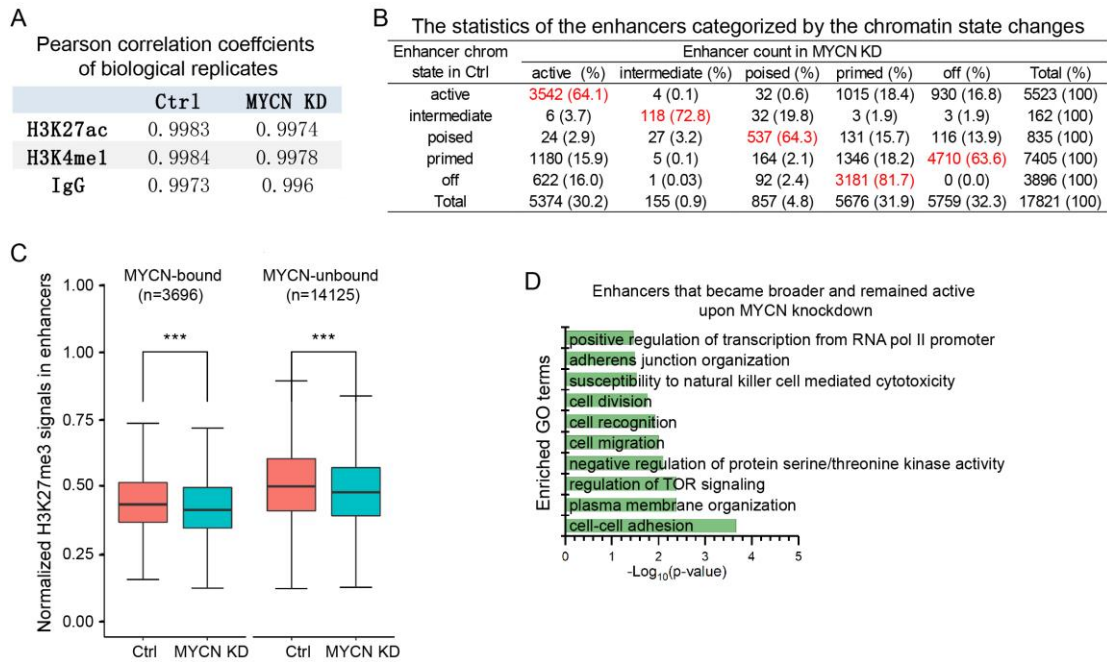 A
Pearson correlation coeffcients
of biological replicates
Ctrl MYCN KD
H3K27ac 0.9983 0.9974
H3K4me1 0.9984 0.9978
IgG 0.9973 0.996
B
The statistics of the enhancers categorized by the chromatin state changes
Enhancer chrom Enhancer count in MYCN KD
state in Ctrl active (%) intermediate (%) poised (%) primed (%) off (%) Total (%)
active 3542 (64.1) 4 (0.1) 32 (0.6) 1015 (18.4) 930 (16.8) 5523 (100)
intermediate 6 (3.7) 118 (72.8) 32 (19.8) 3 (1.9) 3 (1.9) 162 (100)
poised 24 (2.9) 27 (3.2) 537 (64.3) 131 (15.7) 116 (13.9) 835 (100)
primed 1180 (15.9) 5 (0.1) 164 (2.1) 1346 (18.2) 4710 (63.6) 7405 (100)
off 622 (16.0) 1 (0.03) 92 (2.4) 3181 (81.7) 0 (0.0) 3896 (100)
Total 5374 (30.2) 155 (0.9) 857 (4.8) 5676 (31.9) 5759 (32.3) 17821 (100)
C
Normalized H3K27me3 signals in enhancers
MYCN-bound MYCN-unbound
(n=3696) (n=14125)
1.00
*** ***
1.00
0.75
0.50
0.25
0.00
Ctrl MYCN KD Ctrl MYCN KD
D
Enhancers that became broader and remained active
upon MYCN knockdown
Enriched GO terms
positive regulation of transcription from RNA pol II promoter
adherens junction organization
susceptibility to natural killer cell mediated cytotoxicity
cell division
cell recognition
cell migration
negative regulation of protein serine/threonine kinase activity
regulation of TOR signaling
plasma membrane organization
cell-cell adhesion
0 1 2 3 4 5
-Log10(p-value)